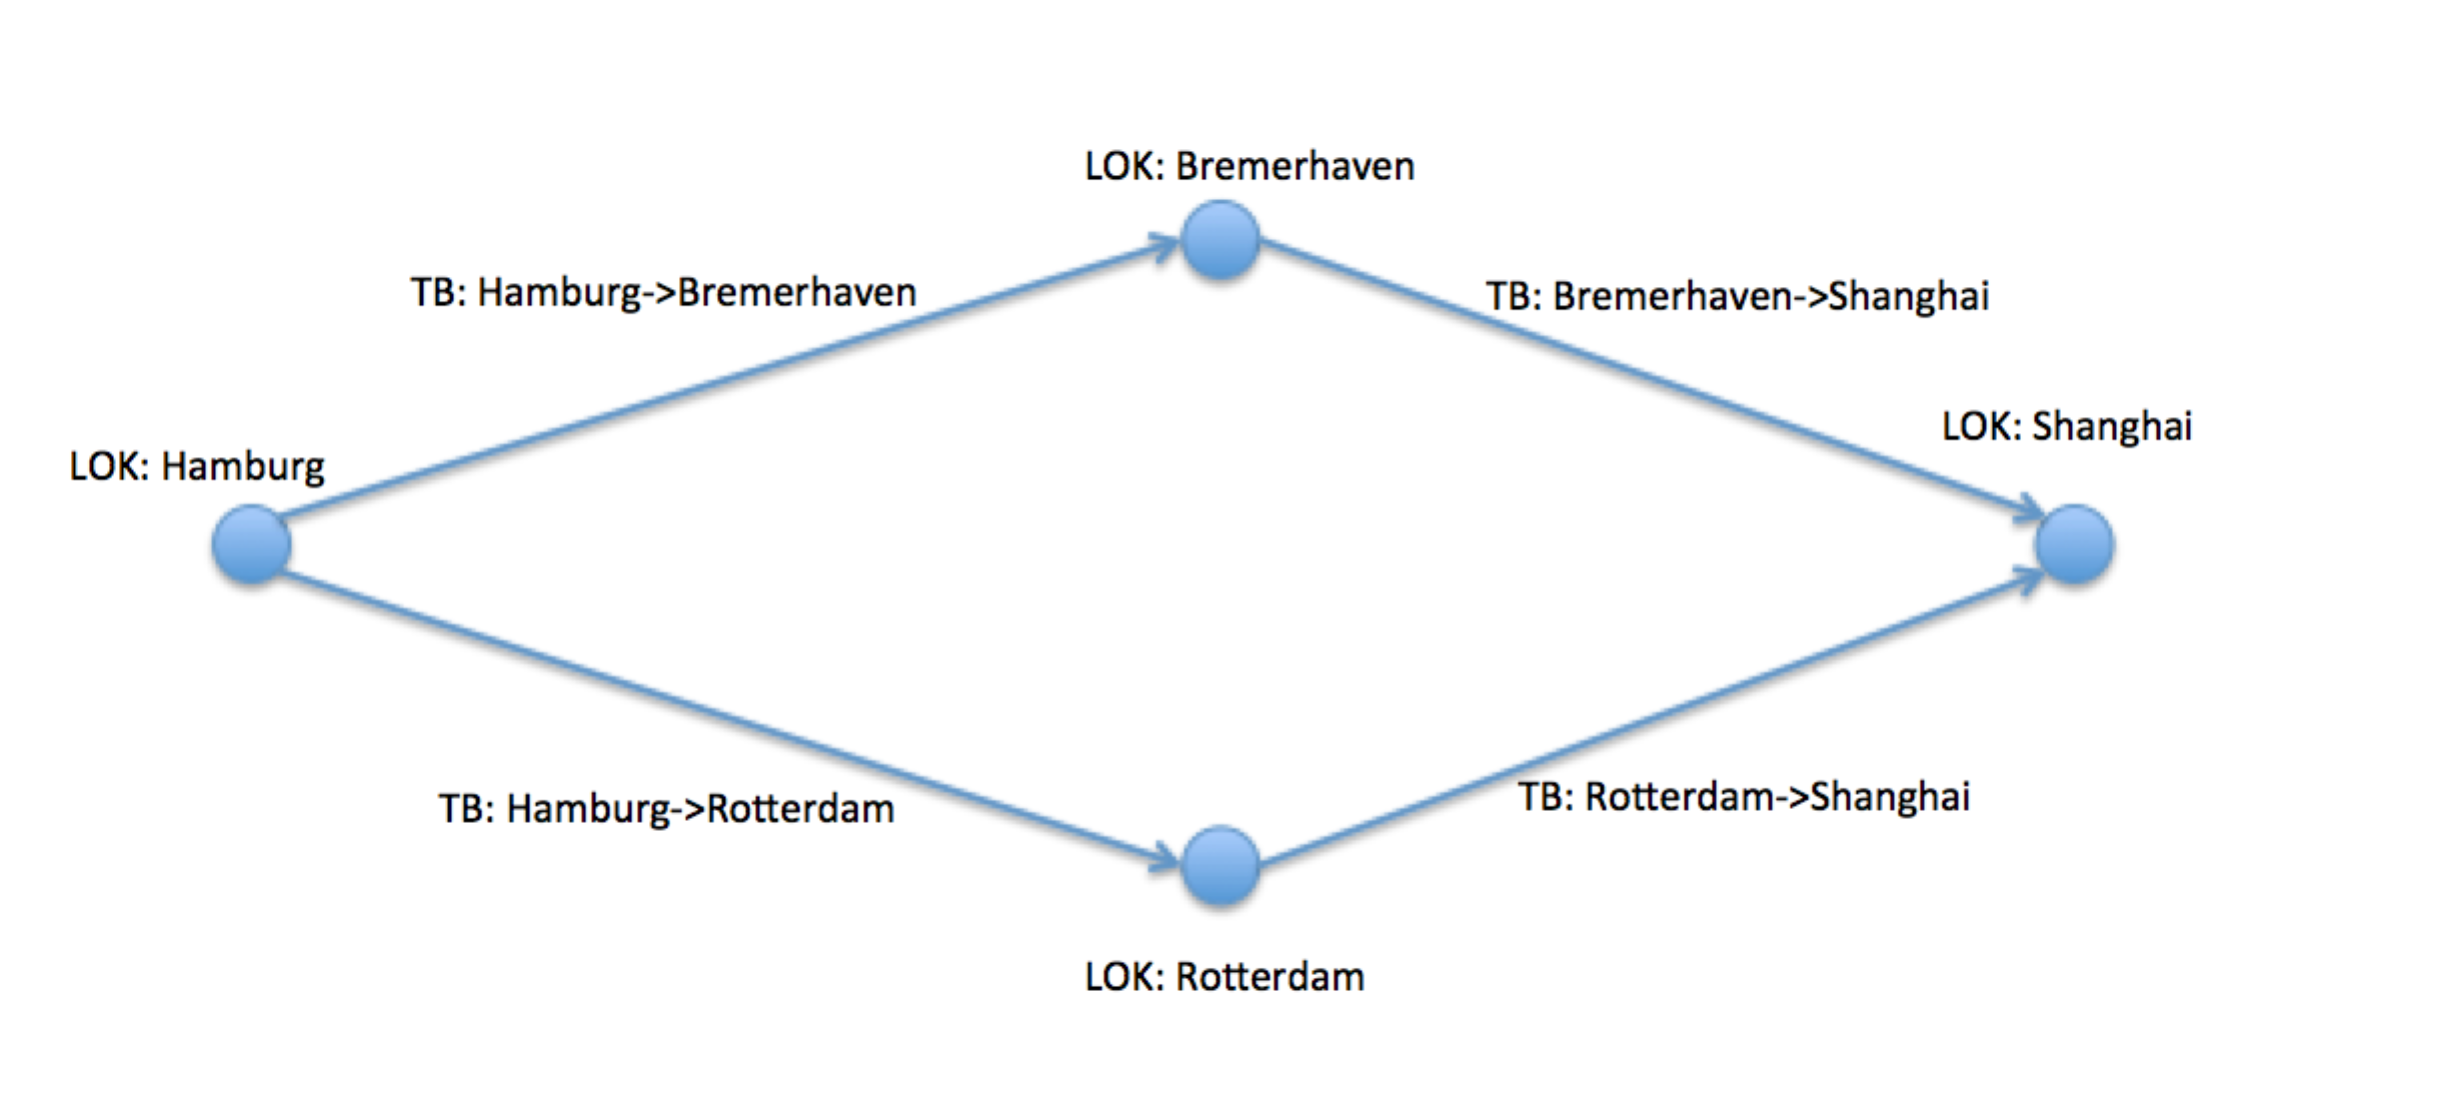 LOK: Bremerhaven
TB: Hamburg->Bremerhaven
TB: Bremerhaven->Shanghai
LOK: Shanghai
LOK: Hamburg
TB: Hamburg->Rotterdam
TB: Rotterdam->Shanghai
LOK: Rotterdam